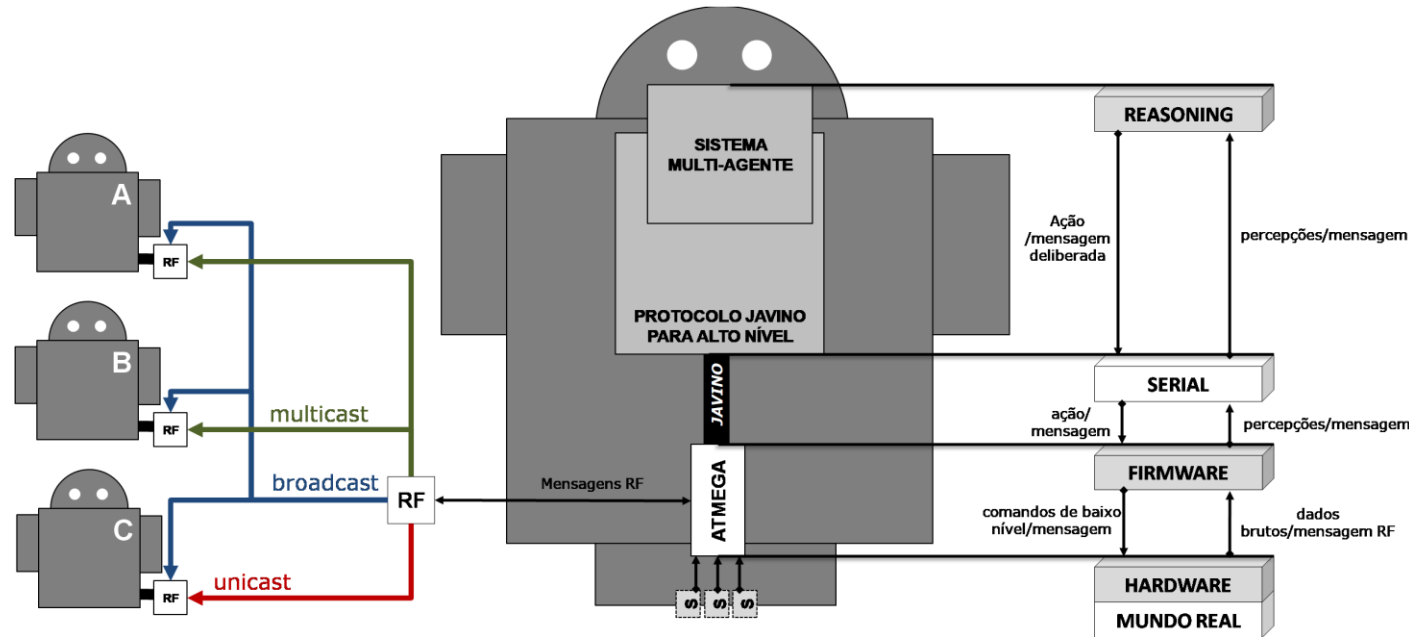 A
RF
B
RF
C
RF
multicast
broadcast
unicast
RF
Mensagens RF
SISTEMA
MULTI-AGENTE
PROTOCOLO JAVINO
PARA ALTO NÍVEL
JAVINO
ATMEGA
S
S
S
REASONING
Ação
/mensagem
deliberada
percepções/mensagem
SERIAL
ação/
mensagem
percepções/mensagem
FIRMWARE
comandos de baixo
nível/mensagem
dados
brutos/mensagem RF
HARDWARE
MUNDO REAL